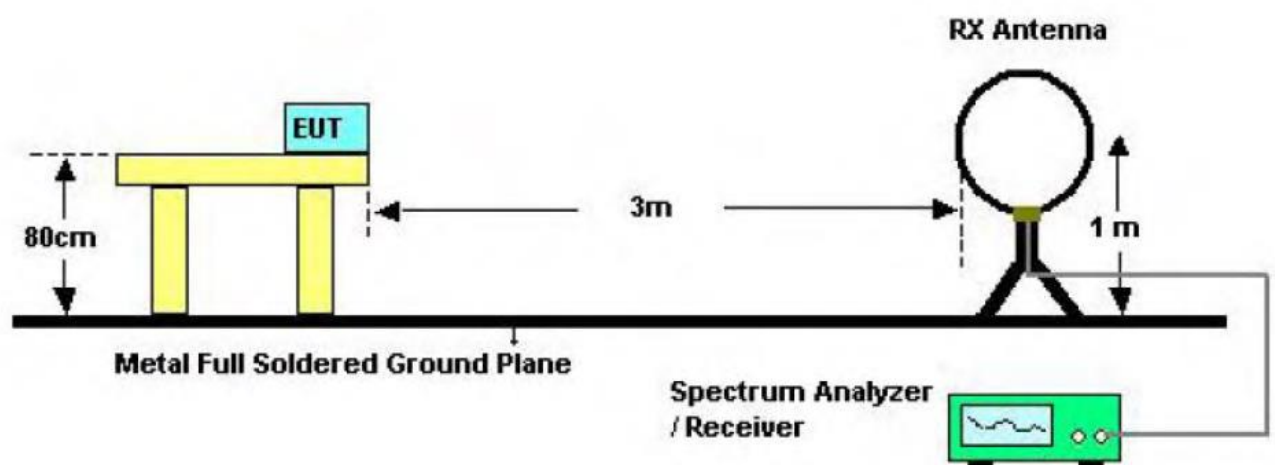 RX Antenna
EUT
80cm
3m
1 m
Metal Full Soldered Ground Plane
Spectrum Analyzer
/ Receiver